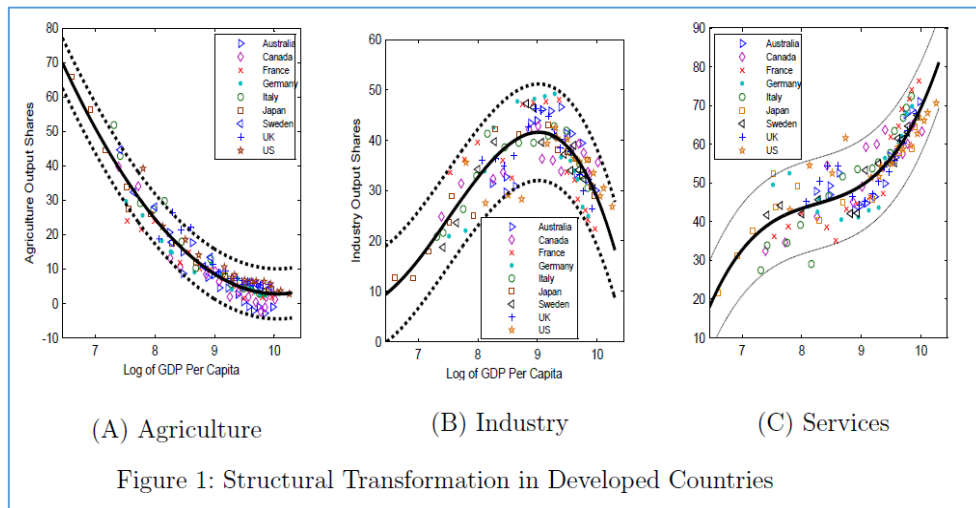 80
70
60
50
40
30
20
10
0
-10
Agriculture Output Shares
Australia
Canada
France
Germany
Italy
Japan
Sweden
UK
US
7
8
9
10
Log of GDP Per Capita
(A) Agriculture
60
50
40
30
20
10
0
Industry Output Shares
Australia
Canada
France
Germany
Italy
Japan
Sweden
UK
US
7
8
9
10
Log of GDP Per Capita
(B) Industry
90
80
70
60
50
40
30
20
10
Australia
Canada
France
Germany
Italy
Japan
Sweden
UK
US
7
8
9
10
(C) Services
Figure 1: Structural Transformation in Developed Countries